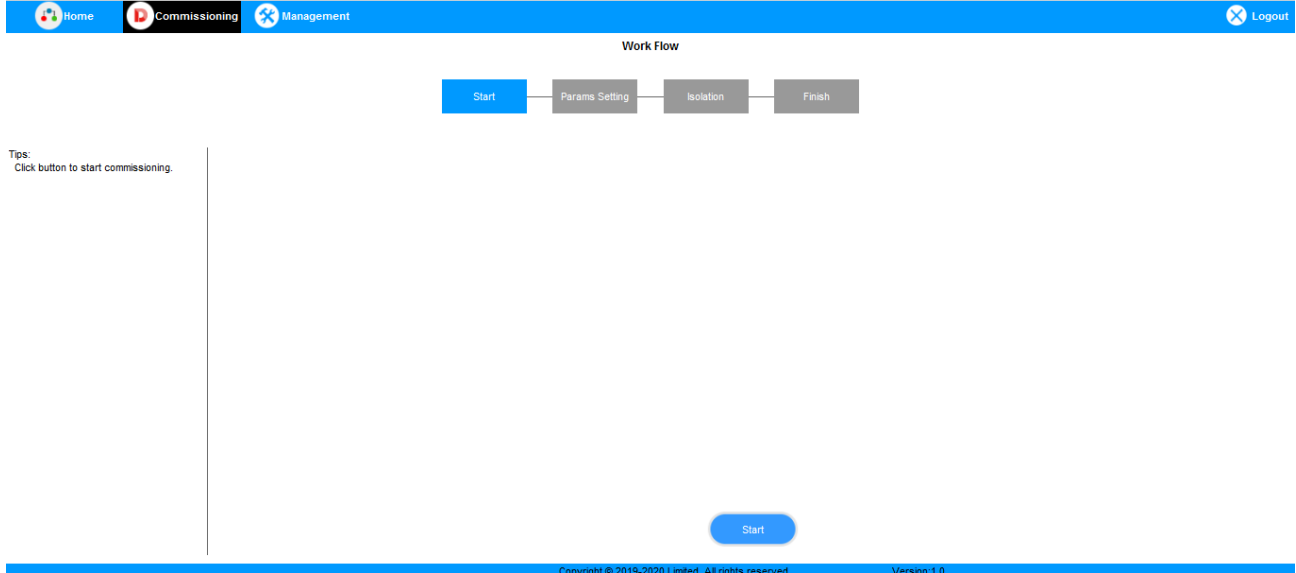 Home Commissioning Management Logout
Work Flow
Start Params Setting Isolation Finish
Tips:
Click button to start commissioning.
Start
Copyright © 2019-2020 Limited. All rights reserved. Version:1.0